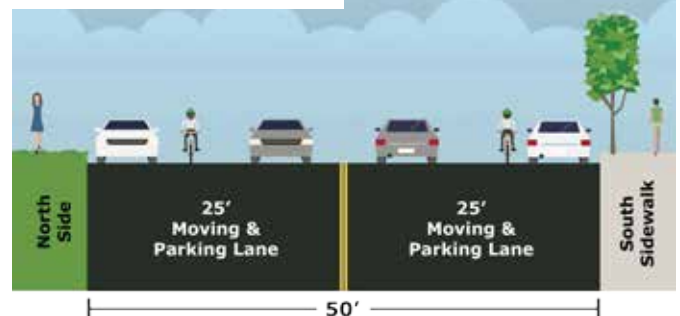 North
Side
25'
Moving &
Parking Lane
25'
Moving &
Parking Lane
South
Sidewalk
50'